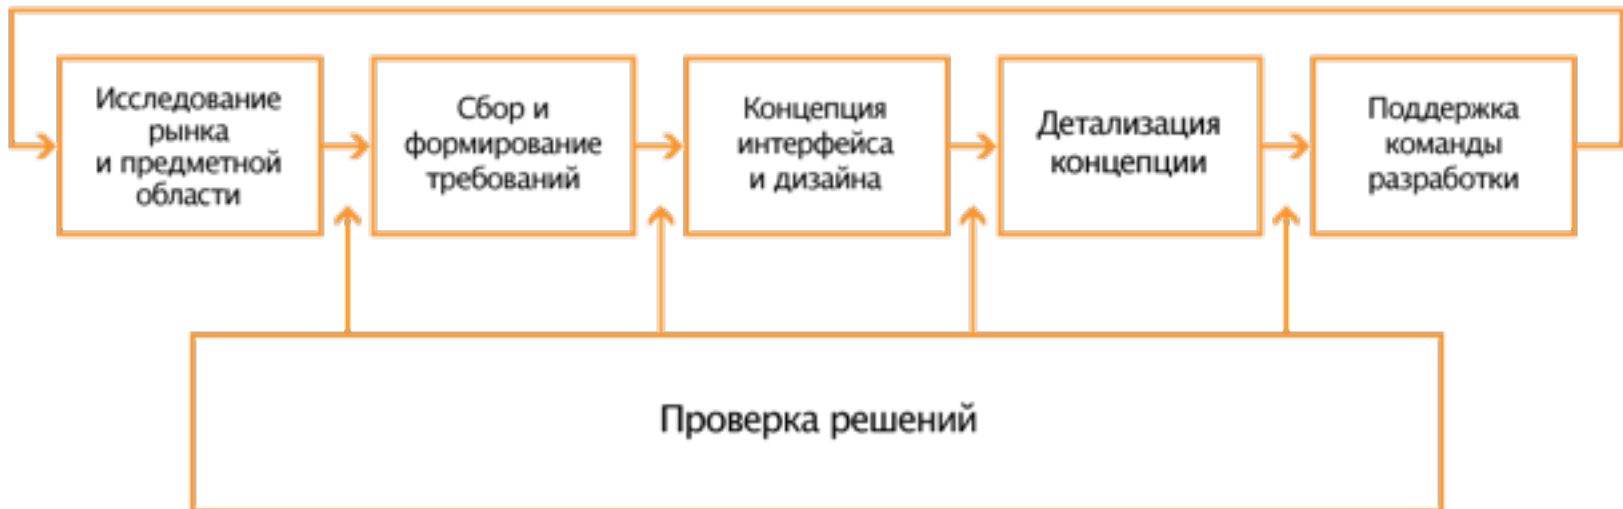 Исследование
рынка
и предметной
области
Сбор и
формирование
требований
Концепция
интерфейса
и дизайна
Детализация
концепции
Поддержка
команды
разработки
Проверка решений